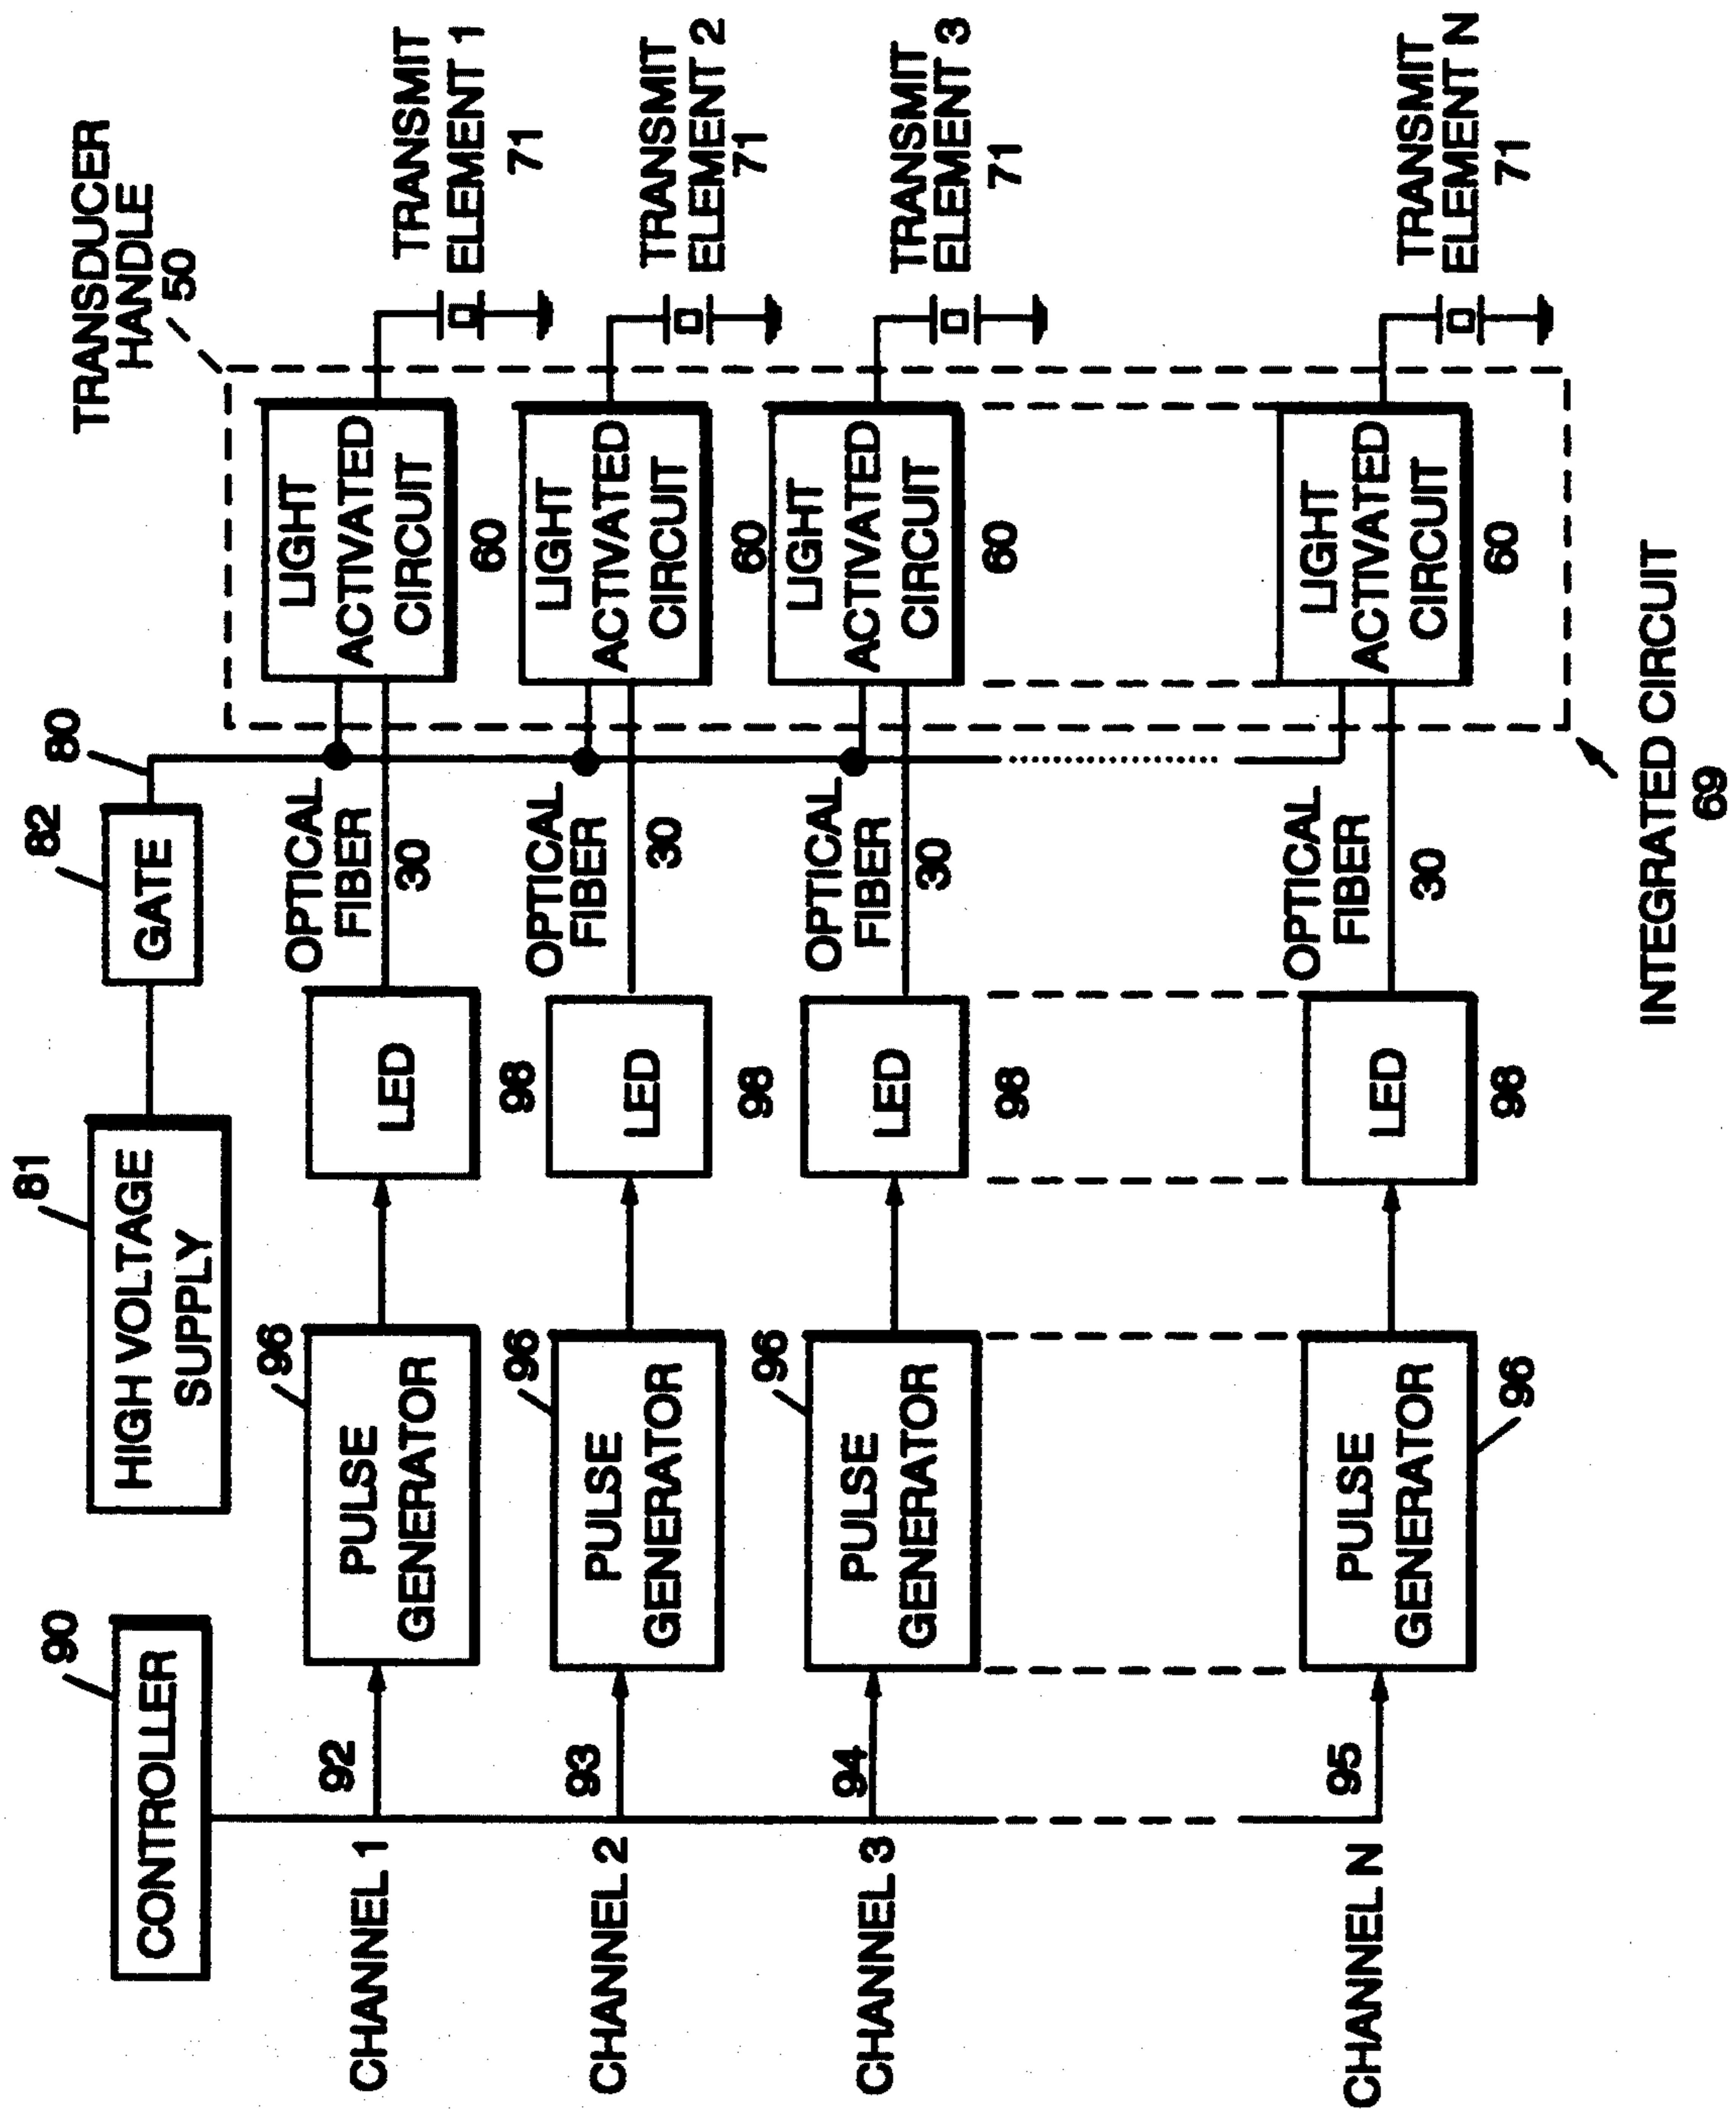 CONTROLLER
90
HIGH VOLTAGE
SUPPLY
81
GATE
82
80
TRANSDUCER
HANDLE
50
CHANNEL 1
92
PULSE
GENERATOR
96
LED
98
OPTICAL
FIBER
30
LIGHT
ACTIVATED
CIRCUIT
60
TRANSMIT
ELEMENT 1
71
CHANNEL 2
93
PULSE
GENERATOR
96
LED
98
OPTICAL
FIBER
30
LIGHT
ACTIVATED
CIRCUIT
60
TRANSMIT
ELEMENT 2
71
CHANNEL 3
94
PULSE
GENERATOR
96
LED
98
OPTICAL
FIBER
30
LIGHT
ACTIVATED
CIRCUIT
60
TRANSMIT
ELEMENT 3
71
CHANNEL N
95
PULSE
GENERATOR
96
LED
98
OPTICAL
FIBER
30
LIGHT
ACTIVATED
CIRCUIT
60
TRANSMIT
ELEMENT N
71
INTEGRATED CIRCUIT
69